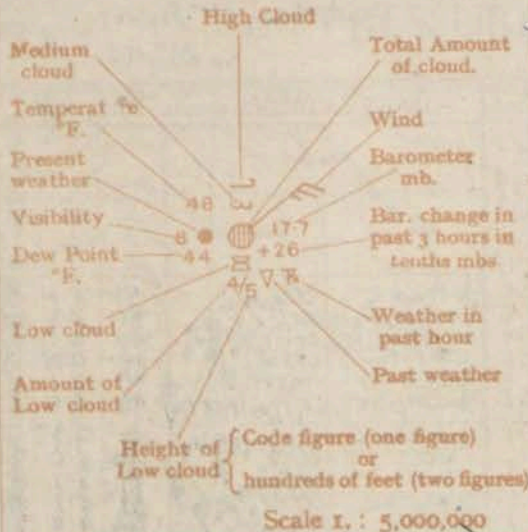 High Cloud
Medium
cloud
Total Amount
of cloud.
Temperat
°F.
Wind
Present
weather
Barometer
mb.
48
Visibility
8
17.7
Bar. change in
past 3 hours in
tenths mbs
+26
Dew Point
°F.
44
4/5
Low cloud
Weather in
past hour
Amount of
Low cloud
Past weather
Height of
Low cloud
Code figure (one figure)
or
hundreds of feet (two figures)
Scale 1. : 5,000,000